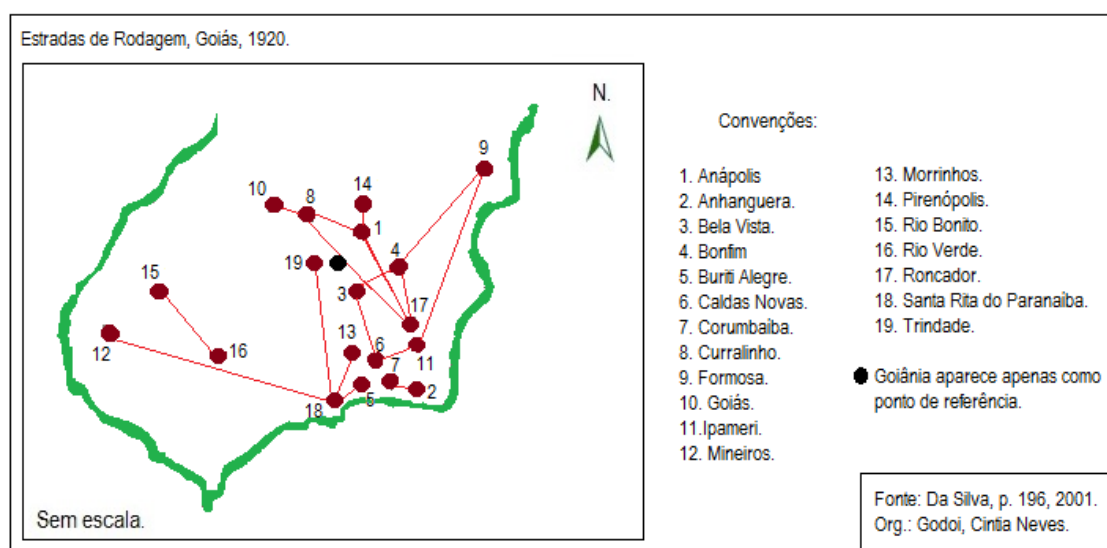 Estradas de Rodagem, Goiás, 1920.
N.
9
10
8
14
1
4
19
15
3
17
12
16
13
6
11
7
18
5
2
Sem escala.
Convenções:
1. Anápolis
2. Anhanguera.
3. Bela Vista.
4. Bonfim
5. Buriti Alegre.
6. Caldas Novas.
7. Corumbaíba.
8. Curralinho.
9. Formosa.
10. Goiás.
11.Ipameri.
12. Mineiros.
13. Morrinhos.
14. Pirenópolis.
15. Rio Bonito.
16. Rio Verde.
17. Roncador.
18. Santa Rita do Paranaíba.
19. Trindade.
Goiânia aparece apenas como
ponto de referência.
Fonte: Da Silva, p. 196, 2001.
Org.: Godoi, Cintia Neves.